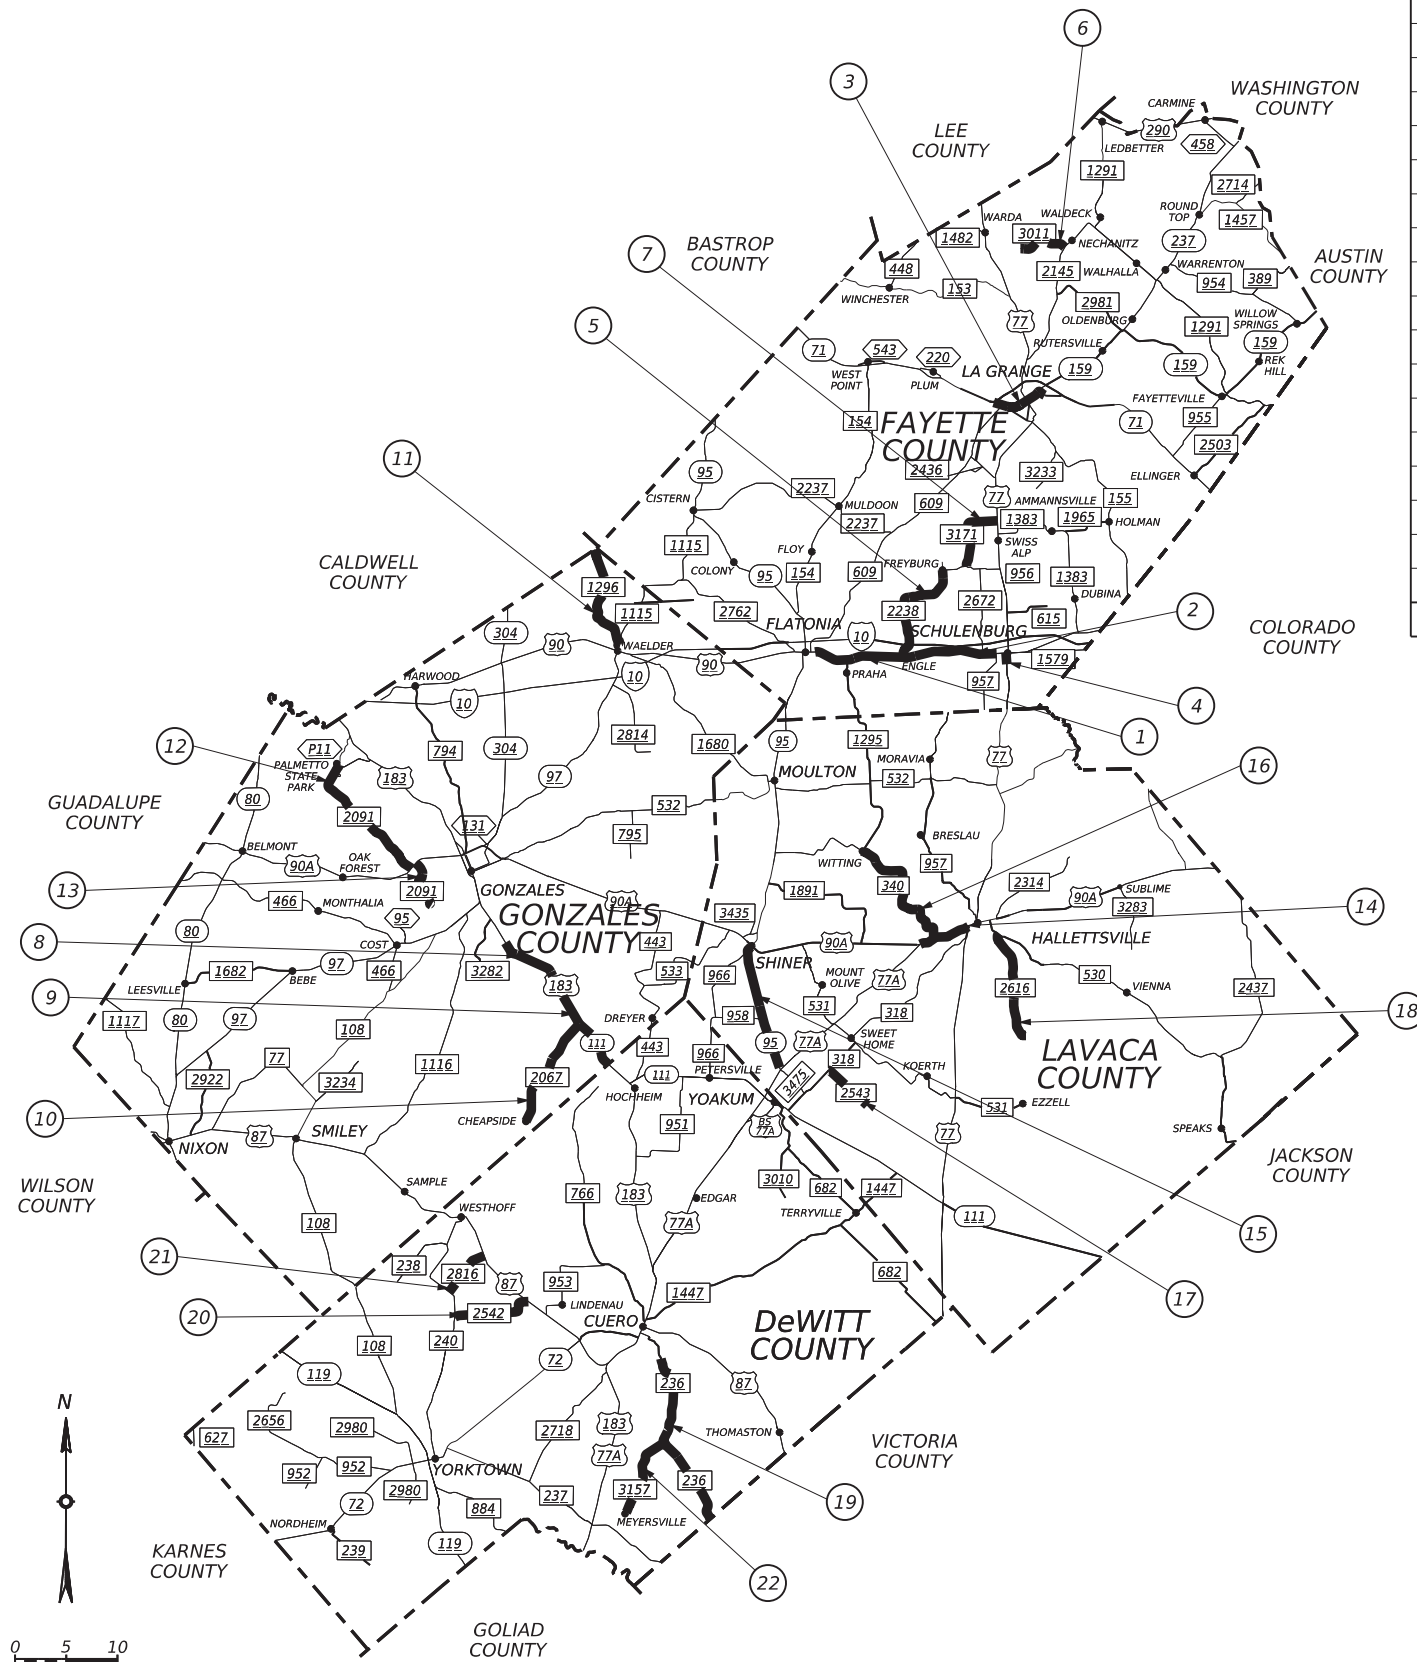 6
3
WASHINGTON
COUNTY
CARMINE
290
LEE
COUNTY
LEDBETTER
458
1291
2714
ROUND
TOP
WALDECK
WARDA
1457
3011
1482
NECHANITZ
237
7
BASTROP
COUNTY
AUSTIN
COUNTY
448
2145
WALHALLA
WARRENTON
954
389
WINCHESTER
153
2981
5
77
OLDENBURG
1291
WILLOW
SPRINGS
RUTERSVILLE
159
71
543
220
REK
HILL
WEST
POINT
PLUM
LA GRANGE
159
159
FAYETTEVILLE
154
FAYETTE
COUNTY
71
955
2503
11
95
2436
3233
ELLINGER
2237
CISTERN
MULDOON
609
77
AMMANNSVILLE
155
2237
1383
1965
HOLMAN
3171
1115
FLOY
SWISS
ALP
CALDWELL
COUNTY
COLONY
95
154
609
FREYBURG
956
1383
1296
DUBINA
1115
2762
2238
2672
2
304
FLATONIA
10
SCHULENBURG
615
COLORADO
COUNTY
90
WAELDER
90
ENGLE
1579
HARWOOD
10
PRAHA
957
10
4
12
P11
794
304
2814
1680
95
1295
77
1
PALMETTO
STATE
PARK
183
97
MOULTON
MORAVIA
532
16
80
GUADALUPE
COUNTY
2091
532
131
795
BRESLAU
BELMONT
90A
OAK
FOREST
WITTING
957
13
2091
GONZALES
340
2314
90A
SUBLIME
466
MONTHALIA
95
90A
1891
3283
14
GONZALES
COUNTY
3435
8
80
COST
443
90A
HALLETTSVILLE
SHINER
97
1682
466
3282
533
966
MOUNT
OLIVE
77A
530
LEESVILLE
BEBE
183
VIENNA
2616
2437
9
531
18
1117
80
97
DREYER
958
318
108
111
95
77A
SWEET
HOME
LAVACA
COUNTY
443
966
77
318
1116
KOERTH
2922
3234
2067
111
PETERSVILLE
3475
2543
10
HOCHHEIM
YOAKUM
531
EZZELL
CHEAPSIDE
951
BS
77A
NIXON
87
SMILEY
77
SPEAKS
JACKSON
COUNTY
WILSON
COUNTY
SAMPLE
766
183
3010
682
1447
EDGAR
WESTHOFF
77A
TERRYVILLE
111
108
15
21
238
2816
87
953
682
1447
17
20
2542
LINDENAU
CUERO
DeWITT
COUNTY
108
240
72
119
236
87
N
2656
2980
2718
183
627
THOMASTON
VICTORIA
COUNTY
77A
952
952
YORKTOWN
236
2980
3157
72
237
19
NORDHEIM
884
MEYERSVILLE
239
119
KARNES
COUNTY
22
GOLIAD
COUNTY
0 5 10